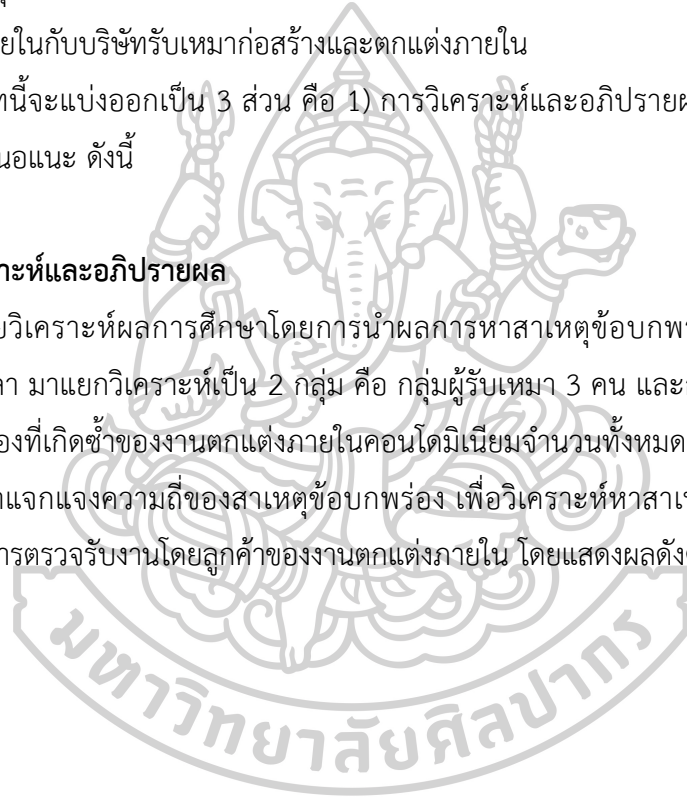 ยในกับบริษัทรับเหมาก่อสร้างและตกแต่งภายใน
ทนี้จะแบ่งออกเป็น 3 ส่วน คือ 1) การวิเคราะห์และอภิปรายผ
นอแนะ ดังนี้
ราะห์และอภิปรายผล
ยวิเคราะห์ผลการศึกษาโดยการนำผลการหาสาเหตุข้อบกพร
ลา มาแยกวิเคราะห์เป็น 2 กลุ่ม คือ กลุ่มผู้รับเหมา 3 คน และก
องที่เกิดซ้ำของงานตกแต่งภายในคอนโดมิเนียมจำนวนทั้งหมด
าแจกแจงความถี่ของสาเหตุข้อบกพร่อง เพื่อวิเคราะห์หาสาเห
การตรวจรับงานโดยลูกค้าของงานตกแต่งภายใน โดยแสดงผลดัง
มหาวิทยาลัยศิลปากร